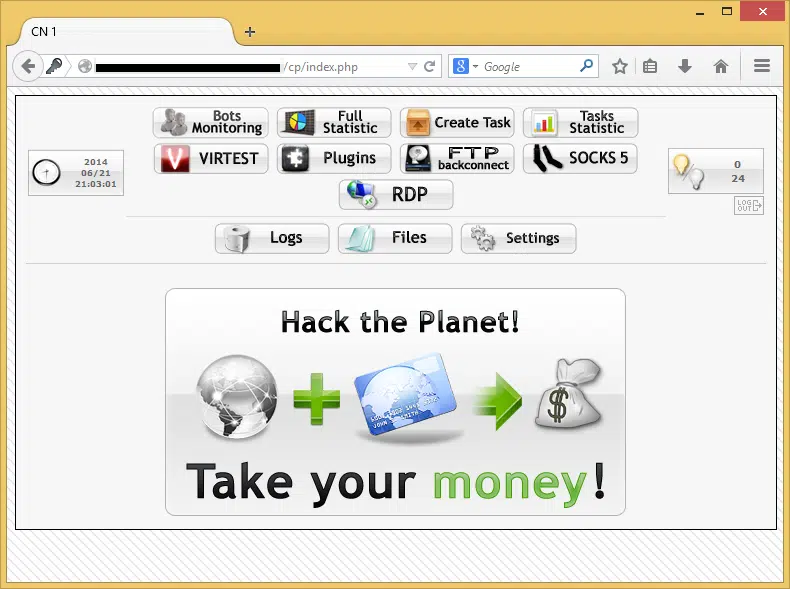 CN 1
/cp/index.php
Google
Bots
Monitoring
Full
Statistic
Create Task
Tasks
Statistic
2014
06/21
21:03:01
VIRTEST
Plugins
FTP
backconnect
SOCKS 5
0
24
RDP
LOG
OUT
Logs
Files
Settings
Hack the Planet!
Take your money!